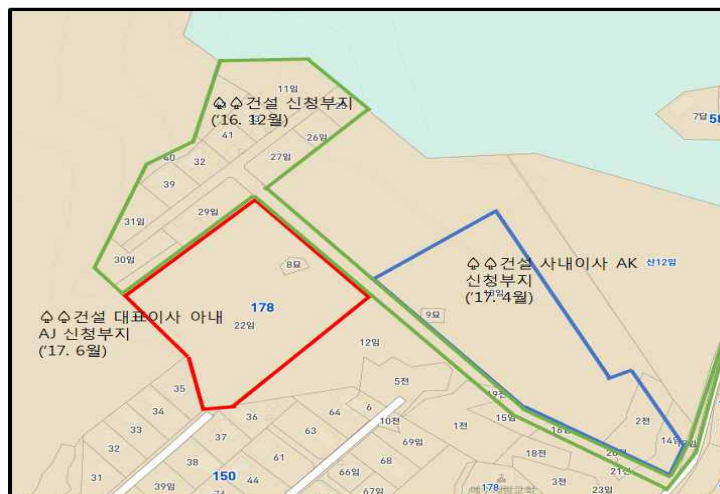 11임
♤♤건설 신청부지
('16. 12월)
41
26임
7답
40
32
27임
39
31임
29임
30임
8묘
♤♤건설 사내이사 AK
신청부지
('17. 4월)
산12임
178
22임
9묘
♤♤건설 대표이사 아내
AJ 신청부지
('17. 6월)
12임
35
5전
34
36
64
6
19전
2전
33
37
63
10전
1전
15임
16임
14임
32
69임
20전
38
61
68
18전
21전
31
150
66임
39임
44
178
3전
67임
23임